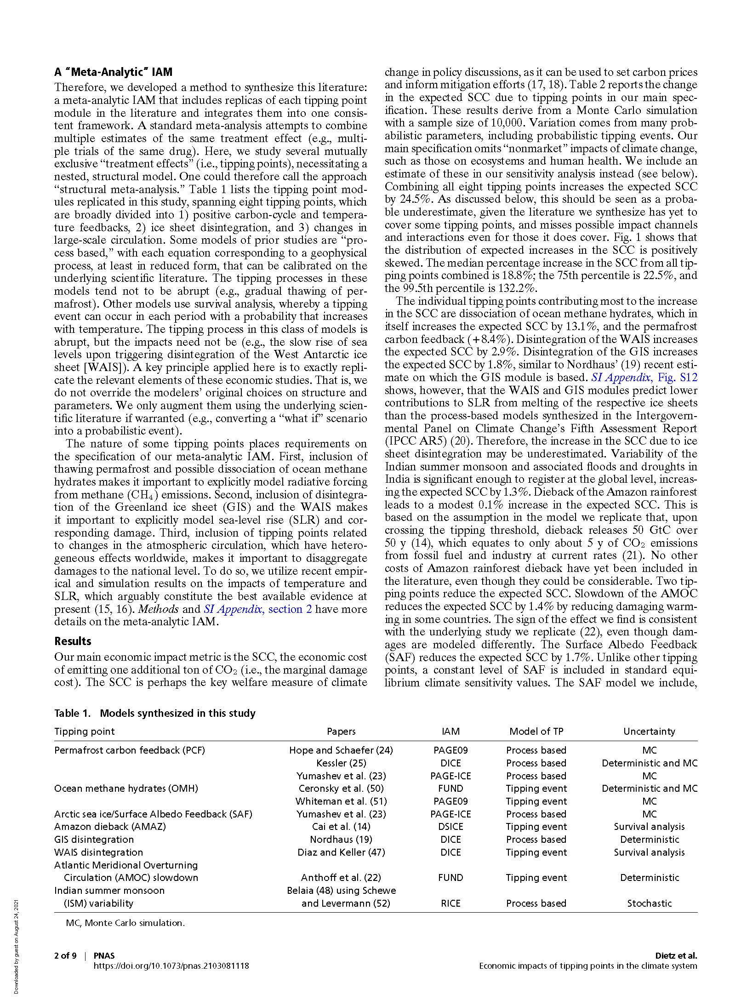 A “Meta-Analytic” IAM
Therefore, we developed a method to synthesize this literature:
a meta-analytic IAM that includes replicas of each tipping point
module in the literature and integrates them into one consis-
tent framework. A standard meta-analysis attempts to combine
multiple estimates of the same treatment effect (e.g., multi-
ple trials of the same drug). Here, we study several mutually
exclusive “treatment effects” (i.e., tipping points), necessitating a
nested, structural model. One could therefore call the approach
“structural meta-analysis.” Table 1 lists the tipping point mod-
ules replicated in this study, spanning eight tipping points, which
are broadly divided into 1) positive carbon-cycle and tempera-
ture feedbacks, 2) ice sheet disintegration, and 3) changes in
large-scale circulation. Some models of prior studies are “pro-
cess based,” with each equation corresponding to a geophysical
process, at least in reduced form, that can be calibrated on the
underlying scientific literature. The tipping processes in these
models tend not to be abrupt (e.g., gradual thawing of per-
mafrost). Other models use survival analysis, whereby a tipping
event can occur in each period with a probability that increases
with temperature. The tipping process in this class of models is
abrupt, but the impacts need not be (e.g., the slow rise of sea
levels upon triggering disintegration of the West Antarctic ice
sheet [WAIS]). A key principle applied here is to exactly repli-
cate the relevant elements of these economic studies. That is, we
do not override the modelers’ original choices on structure and
parameters. We only augment them using the underlying scien-
tific literature if warranted (e.g., converting a “what if” scenario
into a probabilistic event).
The nature of some tipping points places requirements on
the specification of our meta-analytic IAM. First, inclusion of
thawing permafrost and possible dissociation of ocean methane
hydrates makes it important to explicitly model radiative forcing
from methane (CH₄) emissions. Second, inclusion of disintegra-
tion of the Greenland ice sheet (GIS) and the WAIS makes
it important to explicitly model sea-level rise (SLR) and cor-
responding damage. Third, inclusion of tipping points related
to changes in the atmospheric circulation, which have hetero-
geneous effects worldwide, makes it important to disaggregate
damages to the national level. To do so, we utilize recent empir-
ical and simulation results on the impacts of temperature and
SLR, which arguably constitute the best available evidence at
present (15, 16). Methods and SI Appendix, section 2 have more
details on the meta-analytic IAM.
Results
Our main economic impact metric is the SCC, the economic cost
of emitting one additional ton of CO₂ (i.e., the marginal damage
cost). The SCC is perhaps the key welfare measure of climate
change in policy discussions, as it can be used to set carbon prices
and inform mitigation efforts (17, 18). Table 2 reports the change
in the expected SCC due to tipping points in our main spec-
ification. These results derive from a Monte Carlo simulation
with a sample size of 10,000. Variation comes from many prob-
abilistic parameters, including probabilistic tipping events. Our
main specification omits “nonmarket” impacts of climate change,
such as those on ecosystems and human health. We include an
estimate of these in our sensitivity analysis instead (see below).
Combining all eight tipping points increases the expected SCC
by 24.5%. As discussed below, this should be seen as a proba-
ble underestimate, given the literature we synthesize has yet to
cover some tipping points, and misses possible impact channels
and interactions even for those it does cover. Fig. 1 shows that
the distribution of expected increases in the SCC is positively
skewed. The median percentage increase in the SCC from all tip-
ping points combined is 18.8%; the 75th percentile is 22.5%, and
the 99.5th percentile is 132.2%.
The individual tipping points contributing most to the increase
in the SCC are dissociation of ocean methane hydrates, which in
itself increases the expected SCC by 13.1%, and the permafrost
carbon feedback (+8.4%). Disintegration of the WAIS increases
the expected SCC by 2.9%. Disintegration of the GIS increases
the expected SCC by 1.8%, similar to Nordhaus’ (19) recent esti-
mate on which the GIS module is based. SI Appendix, Fig. S12
shows, however, that the WAIS and GIS modules predict lower
contributions to SLR from melting of the respective ice sheets
than the process-based models synthesized in the Intergovern-
mental Panel on Climate Change’s Fifth Assessment Report
(IPCC AR5) (20). Therefore, the increase in the SCC due to ice
sheet disintegration may be underestimated. Variability of the
Indian summer monsoon and associated floods and droughts in
India is significant enough to register at the global level, increas-
ing the expected SCC by 1.3%. Dieback of the Amazon rainforest
leads to a modest 0.1% increase in the expected SCC. This is
based on the assumption in the model we replicate that, upon
crossing the tipping threshold, dieback releases 50 GtC over
50 y (14), which equates to only about 5 y of CO₂ emissions
from fossil fuel and industry at current rates (21). No other
costs of Amazon rainforest dieback have yet been included in
the literature, even though they could be considerable. Two tip-
ping points reduce the expected SCC. Slowdown of the AMOC
reduces the expected SCC by 1.4% by reducing damaging warm-
ing in some countries. The sign of the effect we find is consistent
with the underlying study we replicate (22), even though dam-
ages are modeled differently. The Surface Albedo Feedback
(SAF) reduces the expected SCC by 1.7%. Unlike other tipping
points, a constant level of SAF is included in standard equi-
librium climate sensitivity values. The SAF model we include,
Table 1. Models synthesized in this study
Tipping point Papers IAM Model of TP Uncertainty
Permafrost carbon feedback (PCF) Hope and Schaefer (24) PAGE09 Process based MC
Kessler (25) DICE Process based Deterministic and MC
Yumashev et al. (23) PAGE-ICE Process based MC
Ocean methane hydrates (OMH) Ceronsky et al. (50) FUND Tipping event Deterministic and MC
Whiteman et al. (51) PAGE09 Tipping event MC
Arctic sea ice/Surface Albedo Feedback (SAF) Yumashev et al. (23) PAGE-ICE Process based MC
Amazon dieback (AMAZ) Cai et al. (14) DSICE Tipping event Survival analysis
GIS disintegration Nordhaus (19) DICE Process based Deterministic
WAIS disintegration Diaz and Keller (47) DICE Tipping event Survival analysis
Atlantic Meridional Overturning
Circulation (AMOC) slowdown Anthoff et al. (22) FUND Tipping event Deterministic
Indian summer monsoon Belaia (48) using Schewe
(ISM) variability and Levermann (52) RICE Process based Stochastic
MC, Monte Carlo simulation.
2 of 9 | PNAS
https://doi.org/10.1073/pnas.2103081118
Dietz et al.
Economic impacts of tipping points in the climate system
Downloaded by guest on August 24, 2021